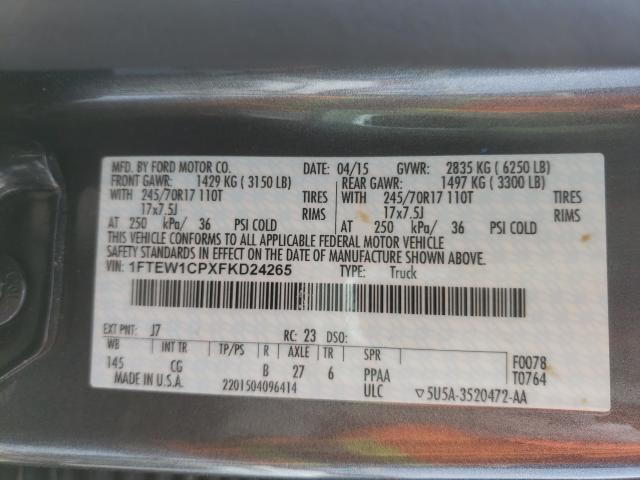 MFD. BY FORD MOTOR CO. DATE: 04/15 GVWR: 2835 KG ( 6250 LB)
FRONT GAWR: 1429 KG ( 3150 LB) REAR GAWR: 1497 KG ( 3300 LB)
WITH 245/70R17 110T TIRES WITH 245/70R17 110T TIRES
17x7.5J RIMS 17x7.5J RIMS
AT 250 kPa/ 36 PSI COLD AT 250 kPa/ 36 PSI COLD
THIS VEHICLE CONFORMS TO ALL APPLICABLE FEDERAL MOTOR VEHICLE
SAFETY STANDARDS IN EFFECT ON THE DATE OF MANUFACTURE SHOWN ABOVE.
VIN: 1FTEW1CPXFKD24265 TYPE: Truck
EXT PNT: J7 RC: 23 DSO:
WB INT TR TP/PS R AXLE TR SPR F0078
145 CG B 27 6 PPAA T0764
MADE IN U.S.A. 2201504096414 ULC ▽5U5A-3520472-AA